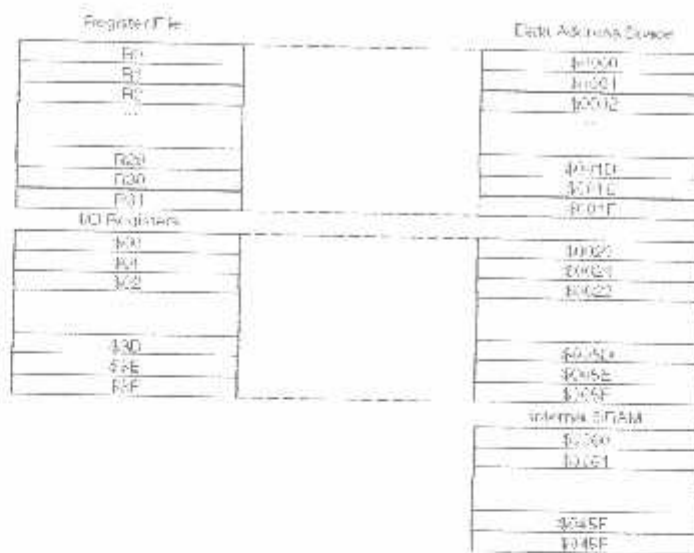 Register File
R0
R1
R2
...
R29
R30
R31
I/O Registers
$00
$01
$02
...
$3D
$3E
$3F
Data Address Space
$0000
$0001
$0002
...
$001D
$001E
$001F
$0020
$0021
$0022
...
$005D
$005E
$005F
Internal SRAM
$0060
$0061
$045E
$045F